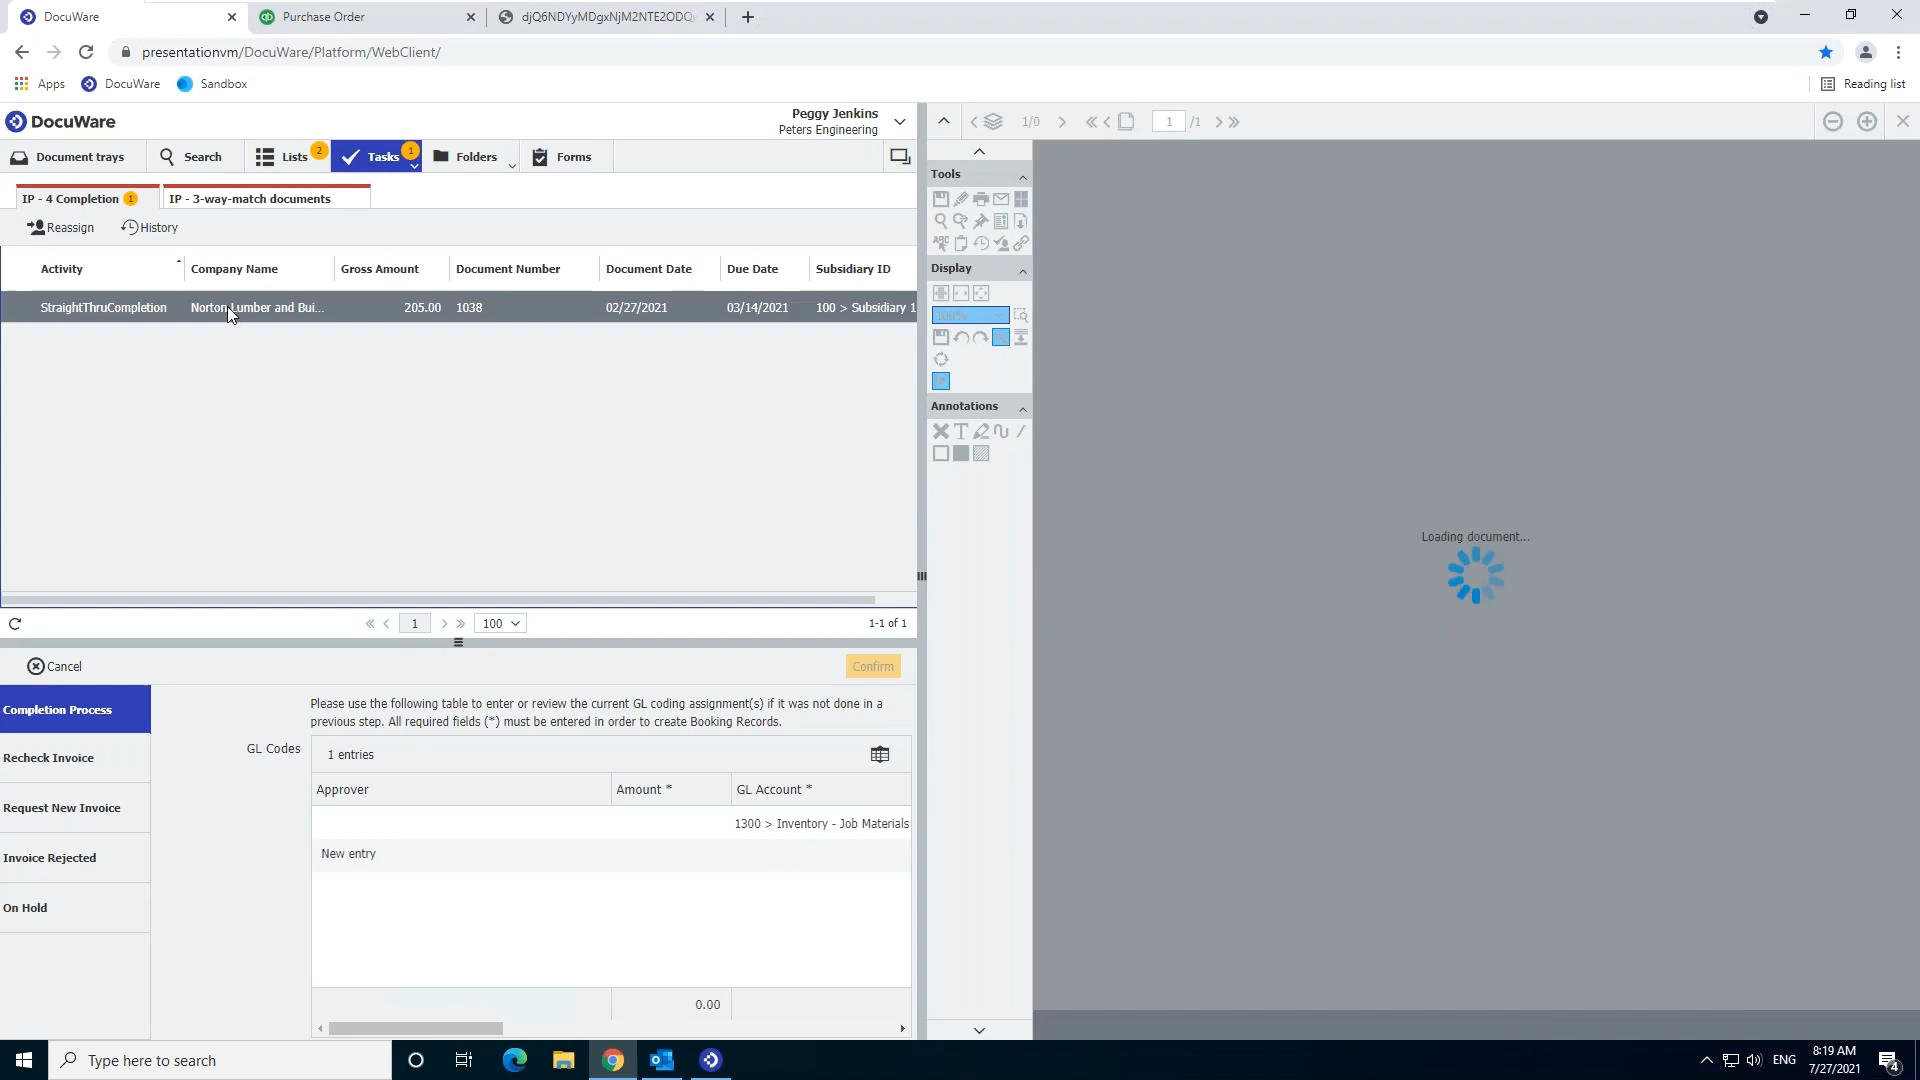 DocuWare
Purchase Order
presentationvm/DocuWare/Platform/WebClient/
Apps
DocuWare
Sandbox
Reading list
DocuWare
Peggy Jenkins
Peters Engineering
1/0
1
/1
Document trays
Search
Lists
2
Tasks
1
Folders
Forms
IP - 4 Completion
1
IP - 3-way-match documents
Reassign
History
Activity
Company Name
Gross Amount
Document Number
Document Date
Due Date
Subsidiary ID
StraightThruCompletion
Norton Lumber and Bui...
205.00
1038
02/27/2021
03/14/2021
100 > Subsidiary 1
Tools
Display
100%
Annotations
Loading document...
1
100
1-1 of 1
Cancel
Confirm
Completion Process
Recheck Invoice
Request New Invoice
Invoice Rejected
On Hold
Please use the following table to enter or review the current GL coding assignment(s) if it was not done in a
previous step. All required fields (*) must be entered in order to create Booking Records.
GL Codes
1 entries
Approver
Amount *
GL Account *
1300 > Inventory - Job Materials
New entry
0.00
Type here to search
ENG
8:19 AM
7/27/2021
4